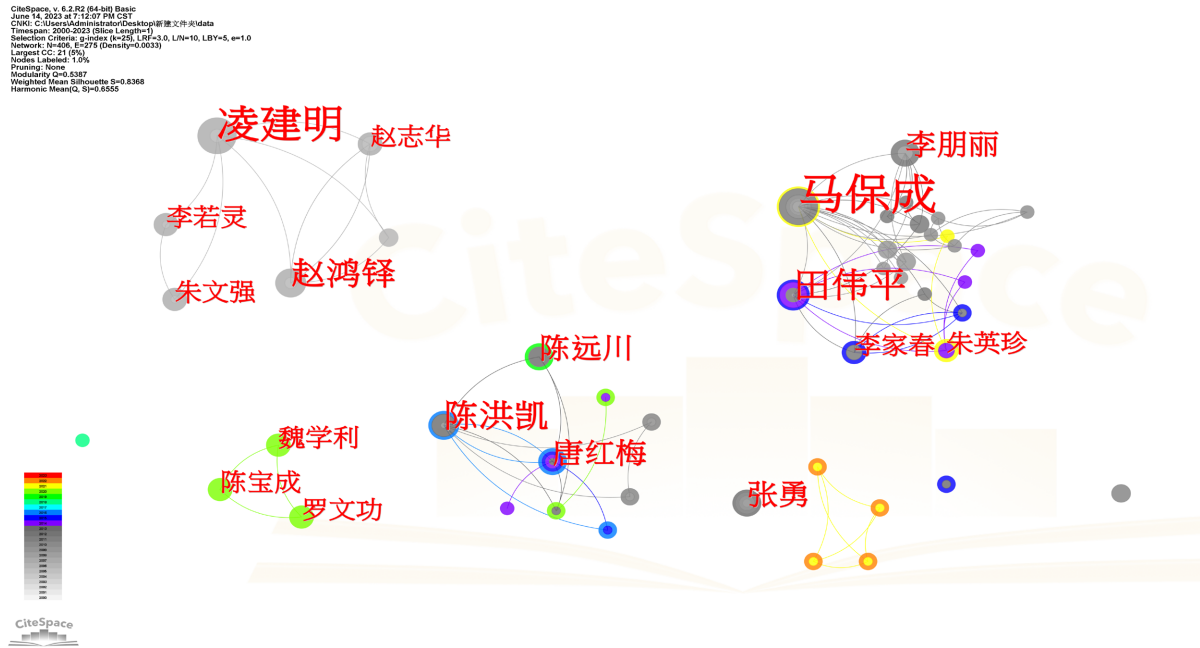 CiteSpace, v. 6.2.R2 (64-bit) Basic
June 14, 2023 at 7:12:07 PM CST
CNKI: C:\Users\Administrator\Desktop\新建文件夹\data
Timespan: 2000-2023 (Slice Length=1)
Selection Criteria: g-index (k=25), LRF=3.0, L/N=10, LBY=5, e=1.0
Network: N=406, E=275 (Density=0.0033)
Largest CC: 21 (5%)
Nodes Labeled: 1.0%
Pruning: None
Modularity Q=0.5387
Weighted Mean Silhouette S=0.8368
Harmonic Mean(Q, S)=0.6555
凌建明
赵志华
李朋丽
马保成
李若灵
赵鸿铎
田伟平
朱文强
CiteSpace
陈远川
李家春
朱英珍
陈洪凯
魏学利
唐红梅
陈宝成
张勇
罗文功
CiteSpace